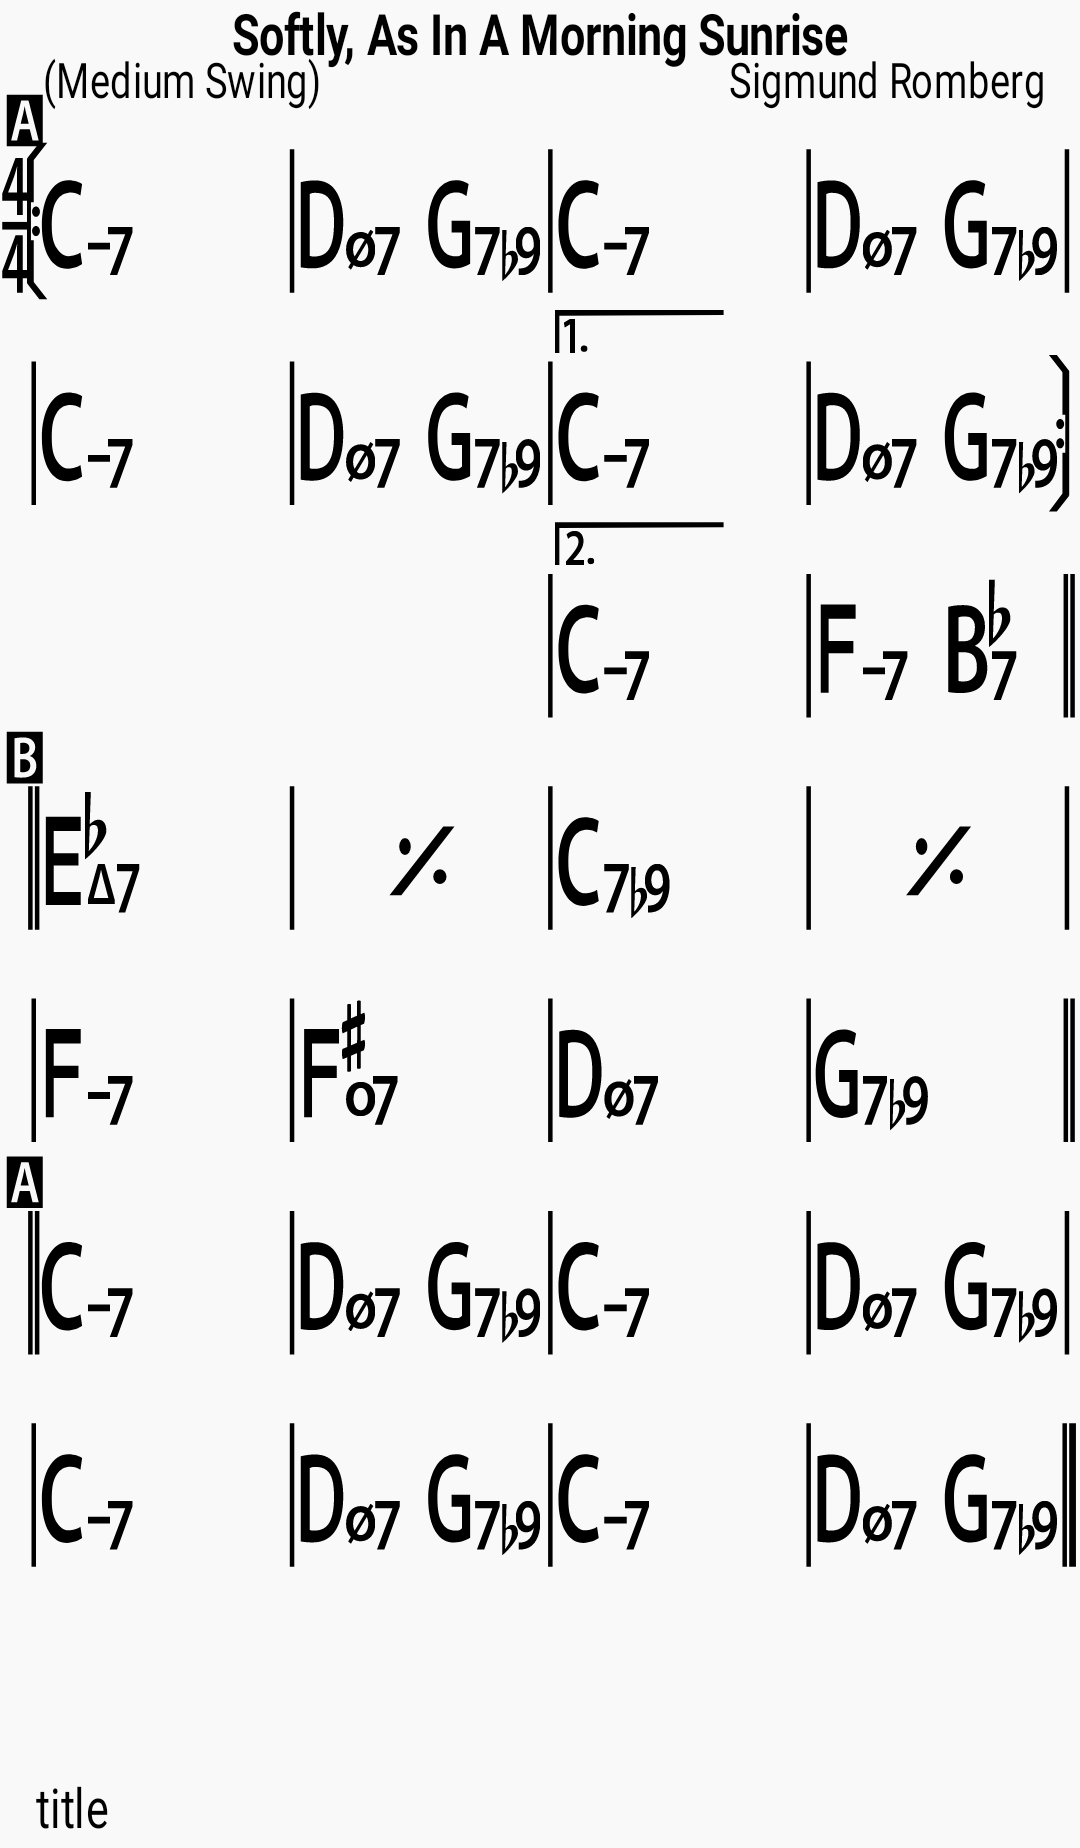 Softly, As In A Morning Sunrise
(Medium Swing) Sigmund Romberg
A
4/4 C-7 Dø7 G7♭9 C-7 Dø7 G7♭9
1.
C-7 Dø7 G7♭9 C-7 Dø7 G7♭9
2.
C-7 F-7 B♭7
B
E♭Δ7 𝄎 C7♭9 𝄎
F-7 F♯o7 Dø7 G7♭9
A
C-7 Dø7 G7♭9 C-7 Dø7 G7♭9
C-7 Dø7 G7♭9 C-7 Dø7 G7♭9
title